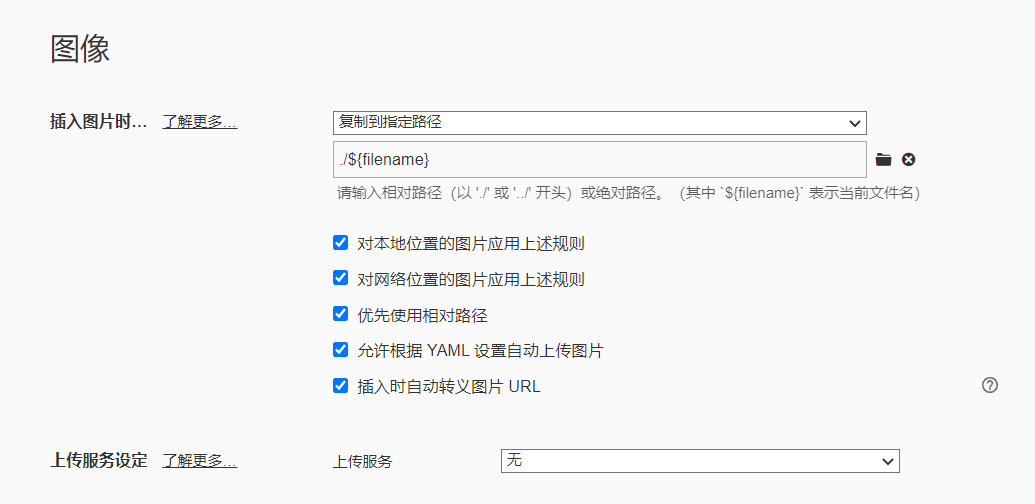 图像
插入图片时... 了解更多... 复制到指定路径
./${filename}
请输入相对路径（以 './' 或 '../' 开头）或绝对路径。（其中 `${filename}` 表示当前文件名）
对本地位置的图片应用上述规则
对网络位置的图片应用上述规则
优先使用相对路径
允许根据 YAML 设置自动上传图片
插入时自动转义图片 URL
上传服务设定 了解更多... 上传服务 无